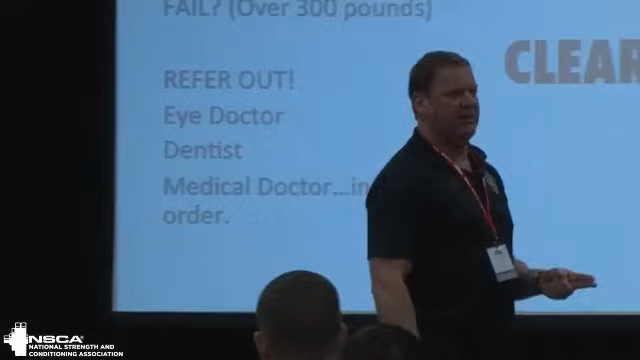 FAIL? (Over 300 pounds)
CLEAR
REFER OUT!
Eye Doctor
Dentist
Medical Doctor...in
order.
NSCA
NATIONAL STRENGTH AND
CONDITIONING ASSOCIATION